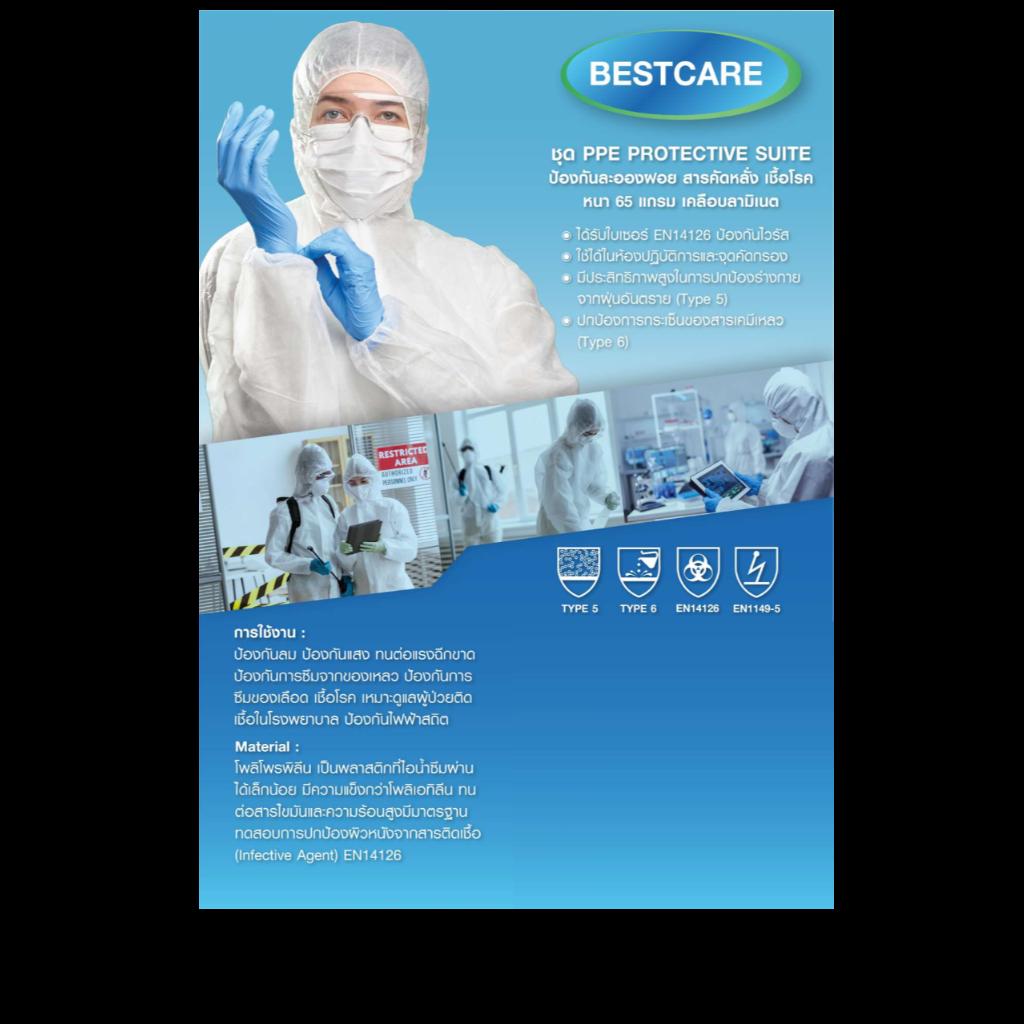 BESTCARE
ชุด PPE PROTECTIVE SUITE
ป้องกันละอองฝอย สารคัดหลั่ง เชื้อโรค
หนา 65 แกรม เคลือบลามิเนต
ได้รับใบเซอร์ EN14126 ป้องกันไวรัส
ใช้ได้ในห้องปฏิบัติการและจุดคัดกรอง
มีประสิทธิภาพสูงในการปกป้องร่างกาย
จากฝุ่นอันตราย (Type 5)
ปกป้องการกระเซ็นของสารเคมีเหลว
(Type 6)
RESTRICTED
AREA
AUTHORIZED
PERSONNEL ONLY
TYPE 5 TYPE 6 EN14126 EN1149-5
การใช้งาน :
ป้องกันลม ป้องกันแสง ทนต่อแรงฉีกขาด
ป้องกันการซึมจากของเหลว ป้องกันการ
ซึมของเลือด เชื้อโรค เหมาะดูแลผู้ป่วยติด
เชื้อในโรงพยาบาล ป้องกันไฟฟ้าสถิต
Material :
โพลิโพรพิลีน เป็นพลาสติกที่ไอน้ำซึมผ่าน
ได้เล็กน้อย มีความแข็งกว่าโพลิเอทิลีน ทน
ต่อสารไขมันและความร้อนสูงมีมาตรฐาน
ทดสอบการปกป้องผิวหนังจากสารติดเชื้อ
(Infective Agent) EN14126